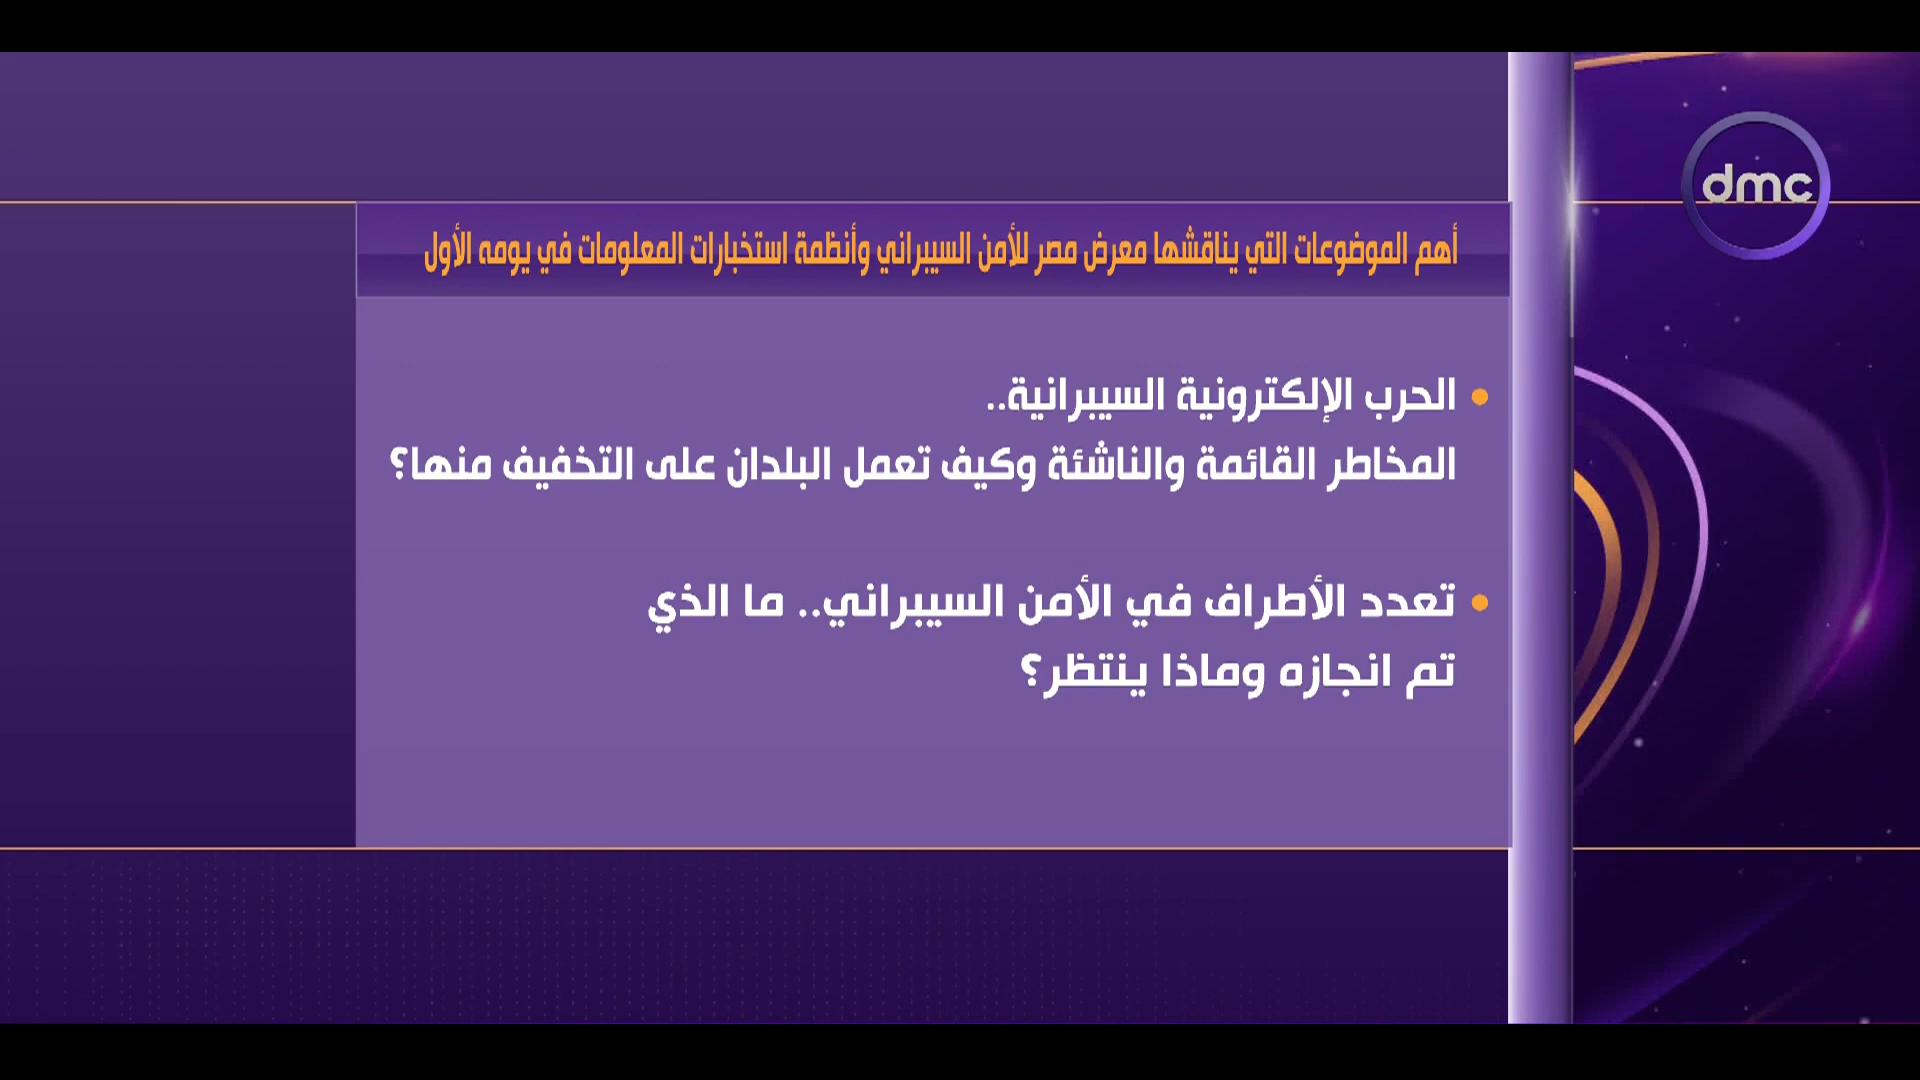 dmc
أهم الموضوعات التي يناقشها معرض مصر للأمن السيبراني وأنظمة استخبارات المعلومات في يومه الأول
• الحرب الإلكترونية السيبرانية..
المخاطر القائمة والناشئة وكيف تعمل البلدان على التخفيف منها؟
• تعدد الأطراف في الأمن السيبراني.. ما الذي
تم انجازه وماذا ينتظر؟